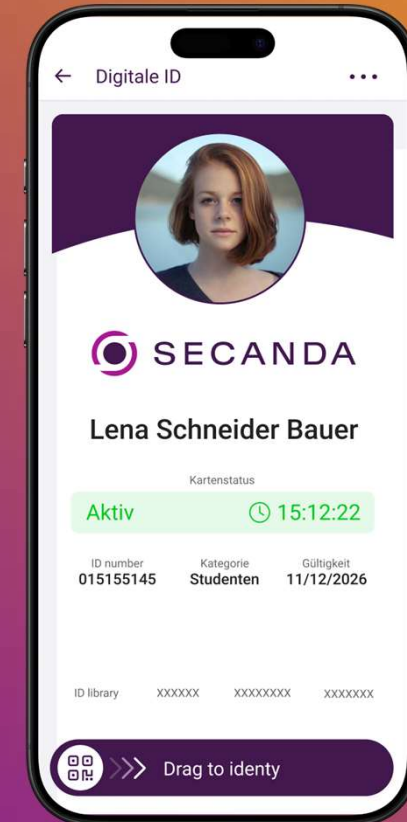 Digitale ID
SECANDA
Lena Schneider Bauer
Kartenstatus
Aktiv 15:12:22
ID number Kategorie Gültigkeit
015155145 Studenten 11/12/2026
ID library XXXXXX XXXXXXXX XXXXXXX
Drag to identy